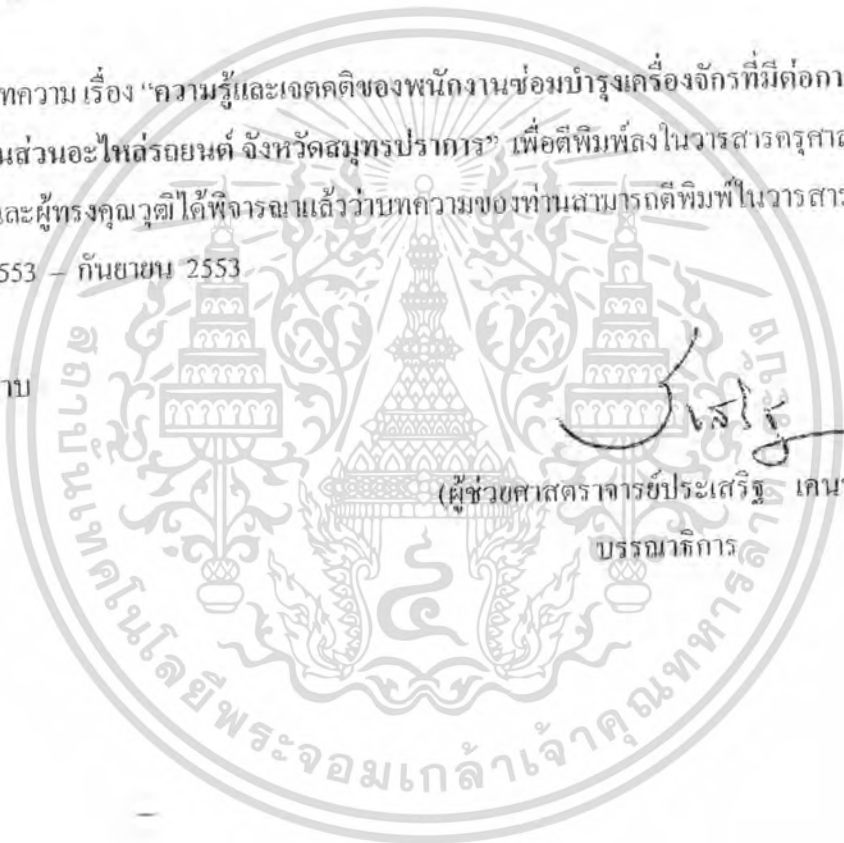 ทความ เรื่อง “ความรู้และเจตคติของพนักงานซ่อมบำรุงเครื่องจักรที่มีต่อกา
นส่วนอะไหล่รถยนต์ จังหวัดสมุทรปราการ” เพื่อตีพิมพ์ลงในวารสารครุศาส
และผู้ทรงคุณวุฒิได้พิจารณาแล้วว่าบทความของท่านสามารถตีพิมพ์ในวารสาร
553 – กันยายน 2553
าบ
(ผู้ช่วยศาสตราจารย์ประเสริฐ เคน
บรรณาธิการ
สถาบันเทคโนโลยีพระจอมเกล้าเจ้าคุณทหารลาดกระบัง